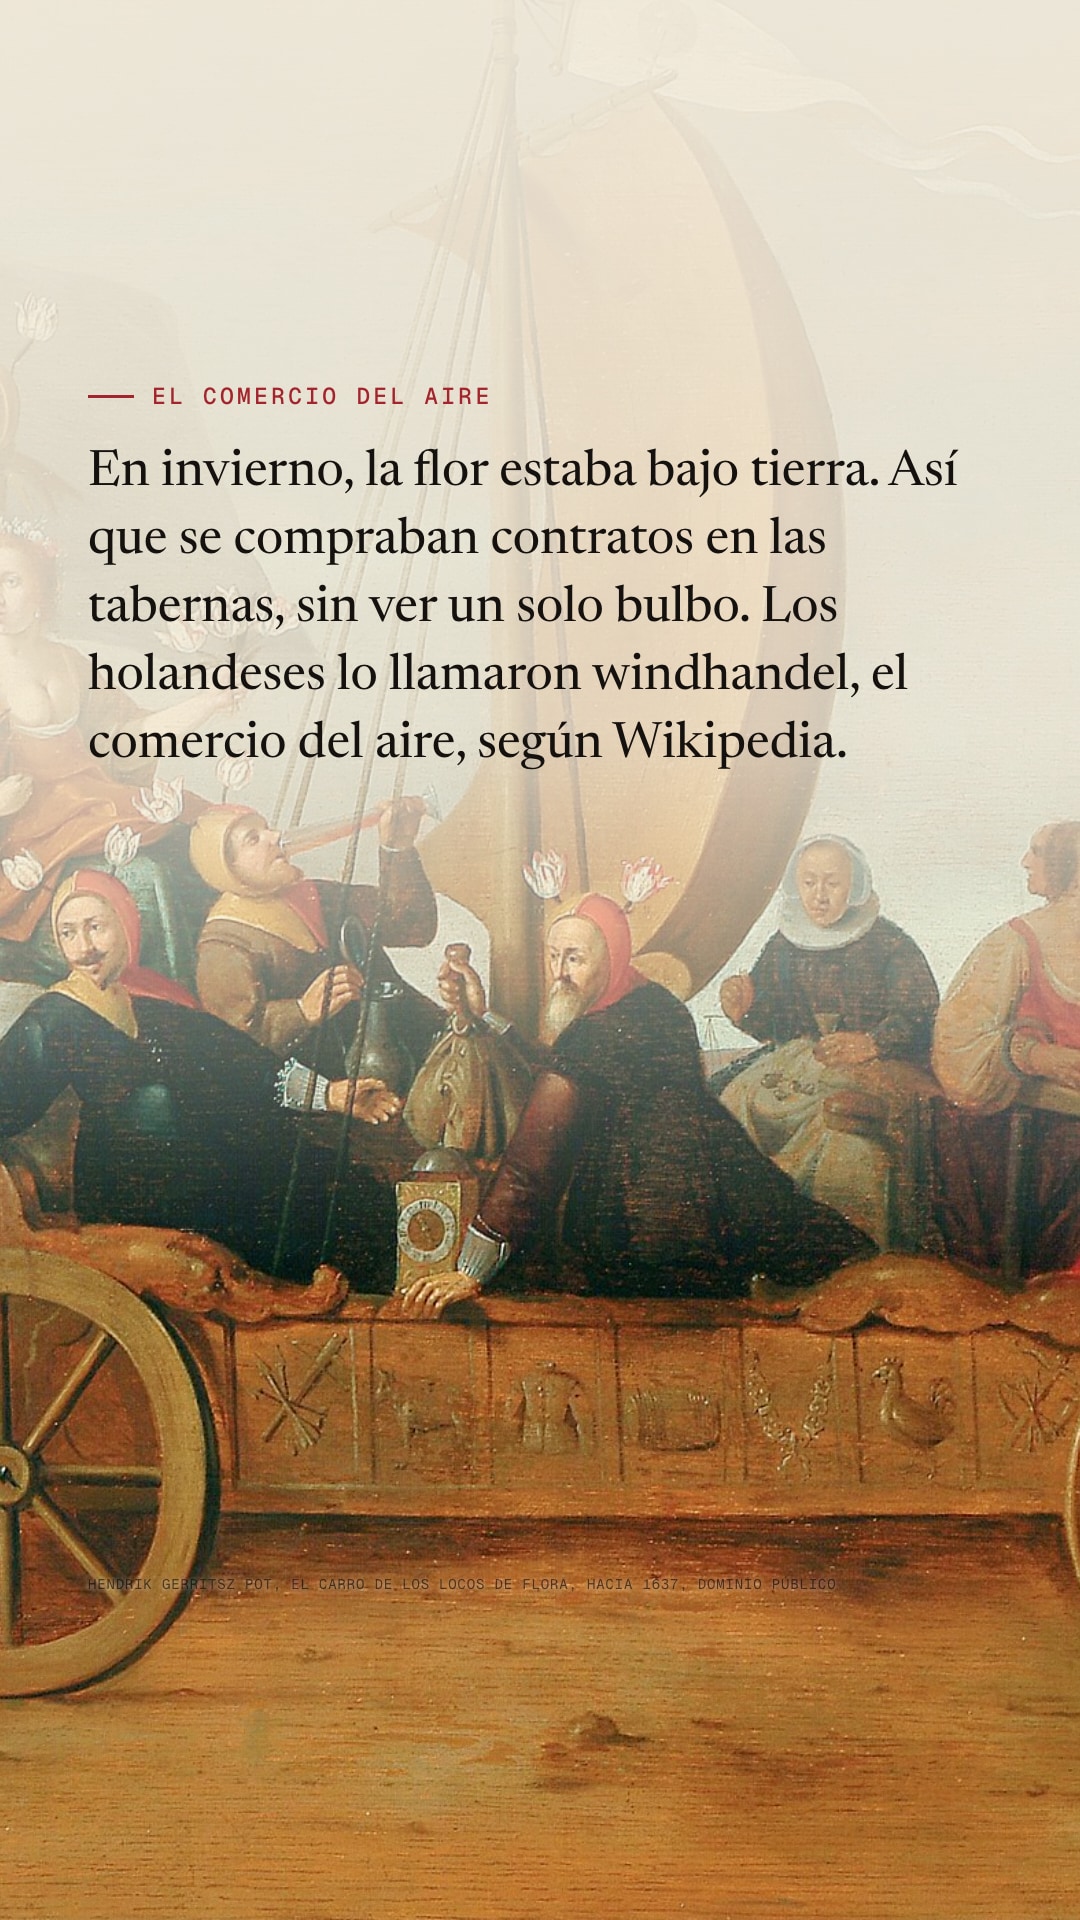 EL COMERCIO DEL AIRE
En invierno, la flor estaba bajo tierra. Así
que se compraban contratos en las
tabernas, sin ver un solo bulbo. Los
holandeses lo llamaron windhandel, el
comercio del aire, según Wikipedia.
HENDRIK GERRITSZ POT, EL CARRO DE LOS LOCOS DE FLORA, HACIA 1637, DOMINIO PÚBLICO